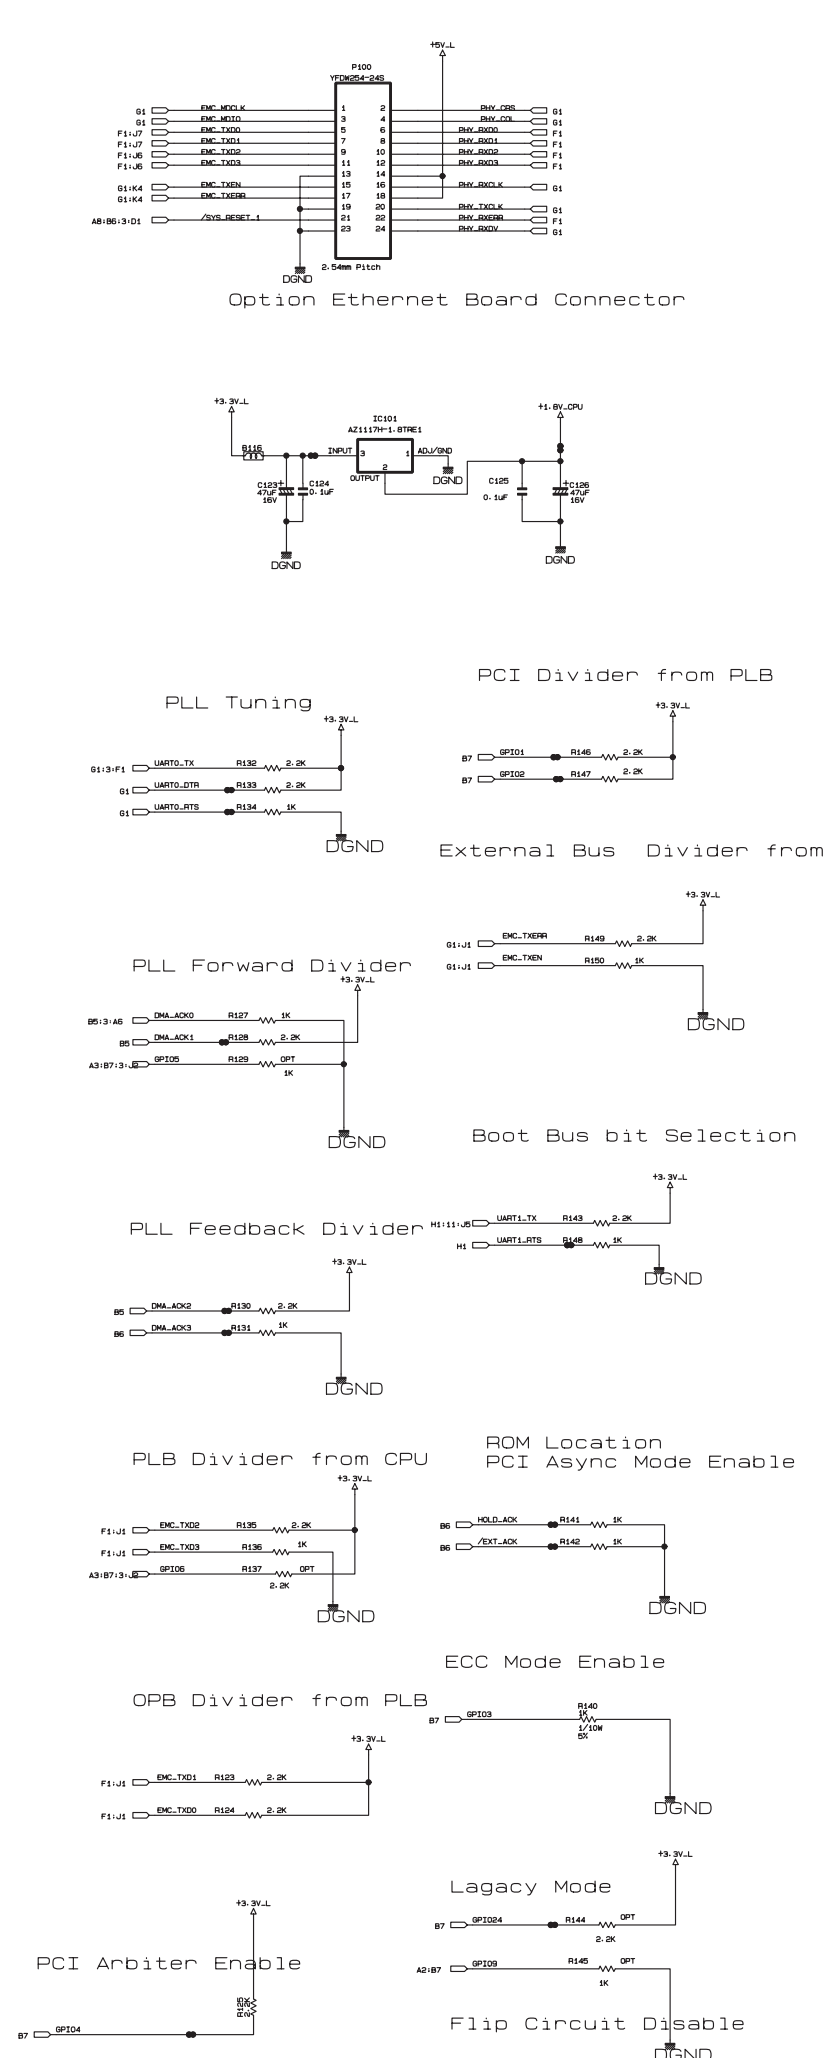 +5V_L
P100
YFDW254-24S
G1 EMC_MDCLK 1 2 PHY_CRS G1
G1 EMC_MDIO 3 4 PHY_COL G1
F1;J7 EMC_TXD0 5 6 PHY_RXD0 F1
F1;J7 EMC_TXD1 7 8 PHY_RXD1 F1
F1;J6 EMC_TXD2 9 10 PHY_RXD2 F1
F1;J6 EMC_TXD3 11 12 PHY_RXD3 F1
13 14
G1;K4 EMC_TXEN 15 16 PHY_RXCLK G1
G1;K4 EMC_TXERR 17 18
19 20 PHY_TXCLK G1
A8;B6;3;D1 /SYS_RESET_1 21 22 PHY_RXERR F1
23 24 PHY_RXDV G1
2.54mm Pitch
DGND
Option Ethernet Board Connector
+3.3V_L
IC101
AZ1117H-1.8TRE1
+1.8V_CPU
R116
INPUT 3 1 ADJ/GND
2
OUTPUT
DGND
C123 47uF 16V
C124 0.1uF
C125 0.1uF
C126 47uF 16V
DGND
DGND
PLL Tuning
+3.3V_L
G1;3;F1 UART0_TX R132 2.2K
G1 UART0_DTR R133 2.2K
G1 UART0_RTS R134 1K
DGND
PCI Divider from PLB
+3.3V_L
B7 GPIO1 R146 2.2K
B7 GPIO2 R147 2.2K
External Bus Divider from
+3.3V_L
G1;J1 EMC_TXERR R149 2.2K
G1;J1 EMC_TXEN R150 1K
DGND
PLL Forward Divider
+3.3V_L
B5;3;A6 DMA_ACK0 R127 1K
B5 DMA_ACK1 R128 2.2K
A3;B7;3;J2 GPIO5 R129 OPT
1K
DGND
Boot Bus bit Selection
+3.3V_L
H1;11;J5 UART1_TX R143 2.2K
H1 UART1_RTS R148 1K
DGND
PLL Feedback Divider
+3.3V_L
B5 DMA_ACK2 R130 2.2K
B6 DMA_ACK3 R131 1K
DGND
PLB Divider from CPU
+3.3V_L
F1;J1 EMC_TXD2 R135 2.2K
F1;J1 EMC_TXD3 R136 1K
A3;B7;3;J2 GPIO6 R137 OPT
2.2K
DGND
ROM Location
PCI Async Mode Enable
B6 HOLD_ACK R141 1K
B6 /EXT_ACK R142 1K
DGND
ECC Mode Enable
R140
B7 GPIO3 1K
1/10W
5%
DGND
OPB Divider from PLB
+3.3V_L
F1;J1 EMC_TXD1 R123 2.2K
F1;J1 EMC_TXD0 R124 2.2K
+3.3V_L
Lagacy Mode
B7 GPIO24 R144 OPT
2.2K
A2;B7 GPIO9 R145 OPT
1K
Flip Circuit Disable
DGND
+3.3V_L
PCI Arbiter Enable
R125
2.2K
B7 GPIO4